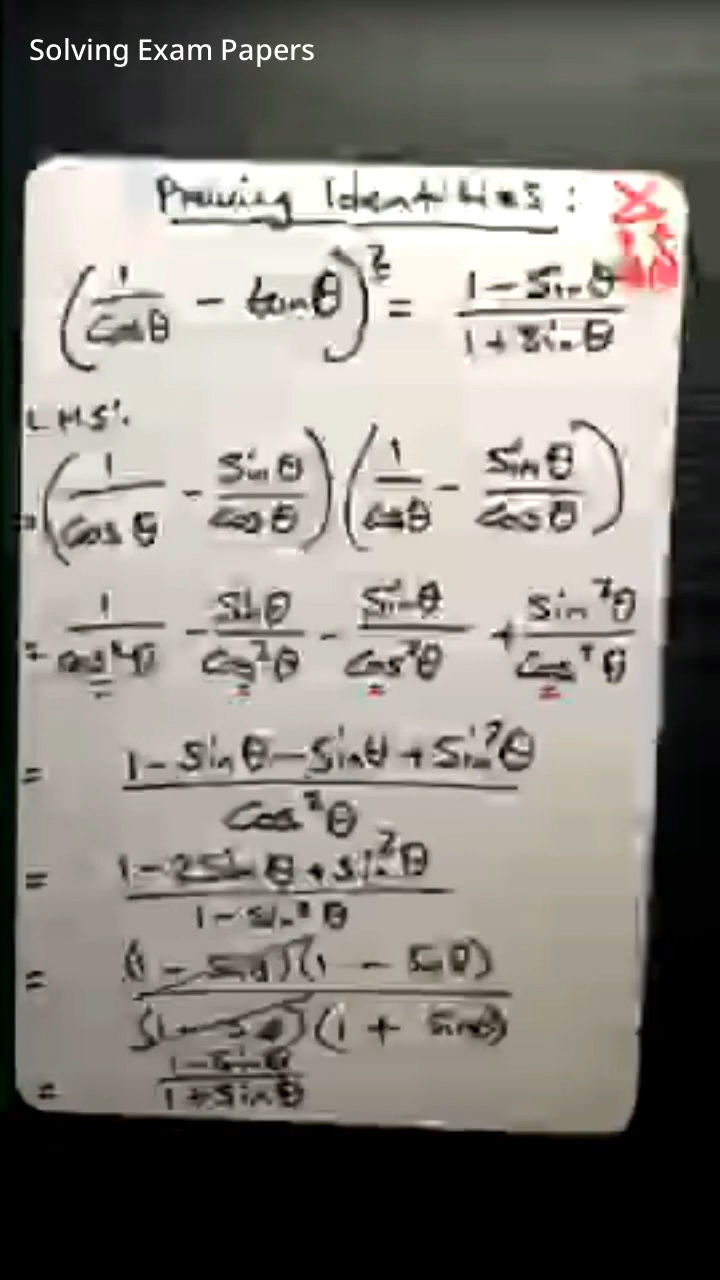 Solving Exam Papers
Proving Identities:
(1/cosθ - tanθ)² = (1-Sinθ)/(1+Sinθ)
LHS:
= (1/Cosθ - Sinθ/Cosθ)(1/Cosθ - Sinθ/Cosθ)
= 1/cos²θ - Sinθ/Cos²θ - Sinθ/Cos²θ + Sin²θ/Cos²θ
= (1-Sinθ-Sinθ+Sin²θ)/Cos²θ
= (1-2Sinθ+Sin²θ)/(1-Sin²θ)
= (1-Sinθ)(1-Sinθ)/(1-Sinθ)(1+Sinθ)
= (1-Sinθ)/(1+Sinθ)